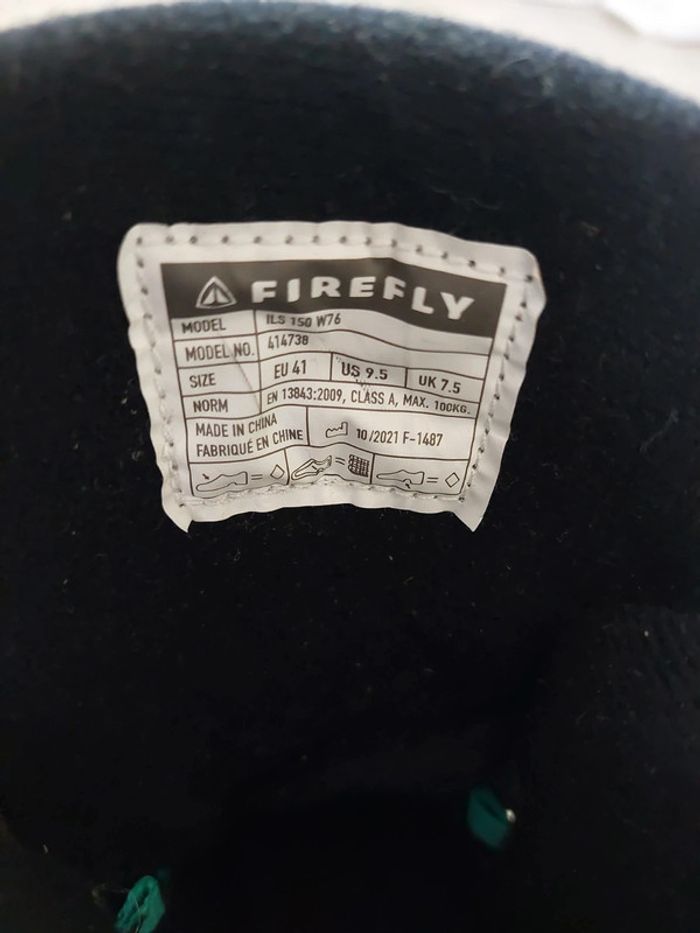 FIREFLY
MODEL ILS 150 W76
MODEL NO. 414738
SIZE EU 41 US 9.5 UK 7.5
NORM EN 13843:2009, CLASS A, MAX. 100KG.
MADE IN CHINA
FABRIQUÉ EN CHINE
10/2021 F-1487